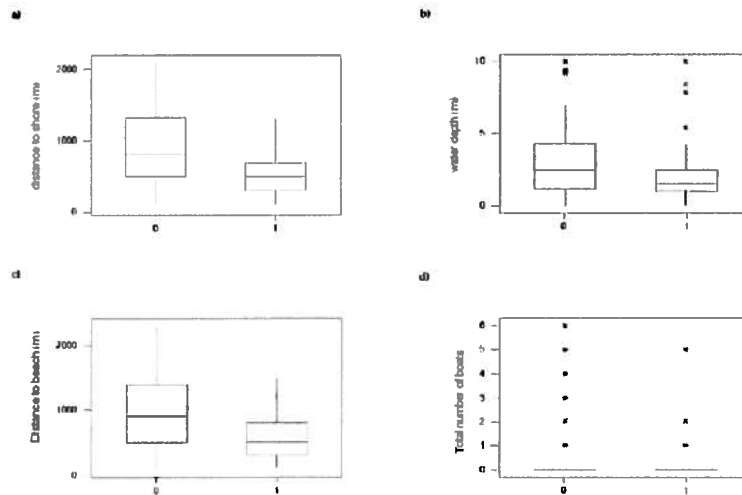 a)
distance to shore (m)
2000
1000
0
0 1
b)
water depth (m)
10
5
0
0 1
c)
Distance to beach (m)
2000
1000
0
0 1
d)
Total number of boats
6
5
4
3
2
1
0
0 1